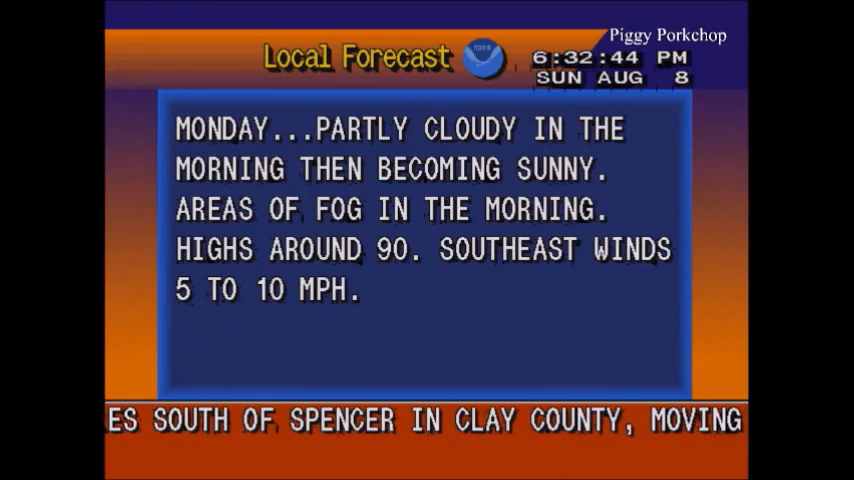 Piggy Porkchop
Local Forecast
NOAA
6:32:44 PM
SUN AUG 8
MONDAY...PARTLY CLOUDY IN THE
MORNING THEN BECOMING SUNNY.
AREAS OF FOG IN THE MORNING.
HIGHS AROUND 90. SOUTHEAST WINDS
5 TO 10 MPH.
ES SOUTH OF SPENCER IN CLAY COUNTY, MOVING